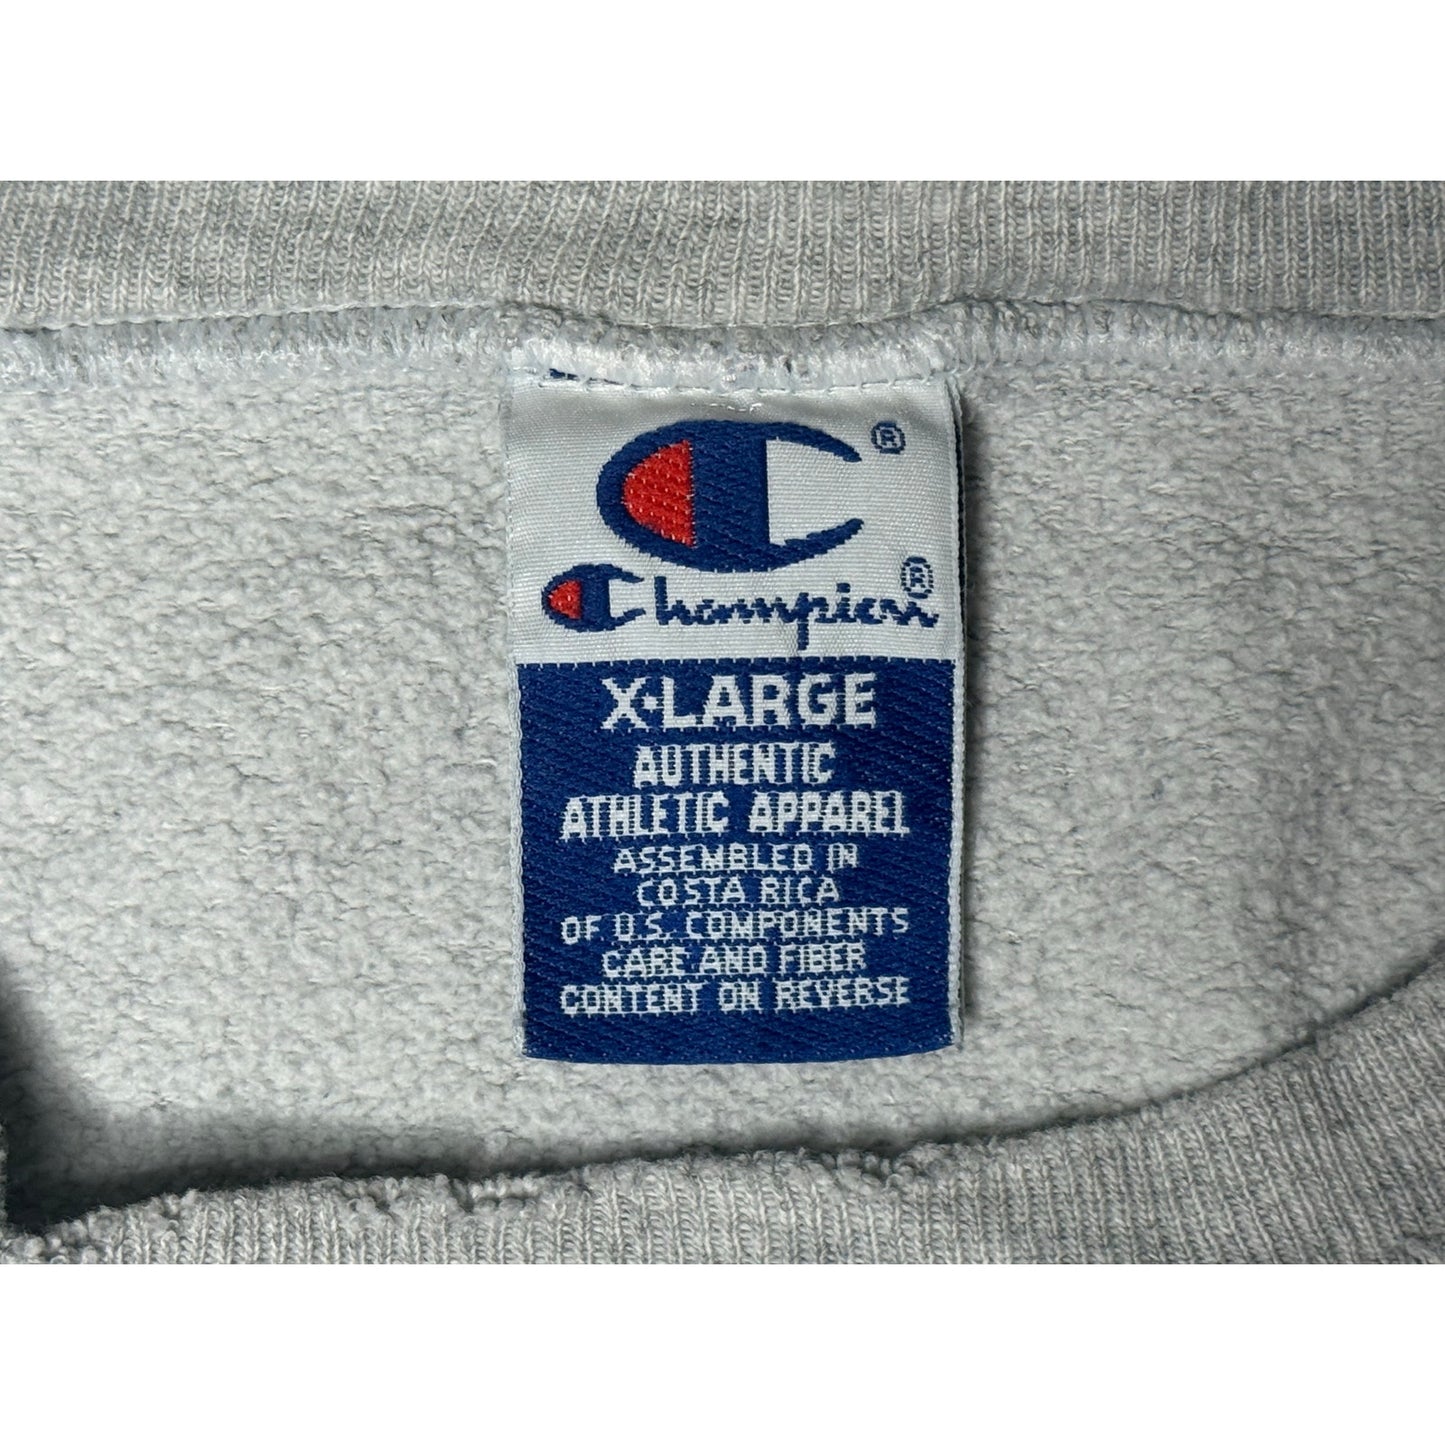 ®
Champion®
X·LARGE
AUTHENTIC
ATHLETIC APPAREL
ASSEMBLED IN
COSTA RICA
OF U.S. COMPONENTS
CARE AND FIBER
CONTENT ON REVERSE